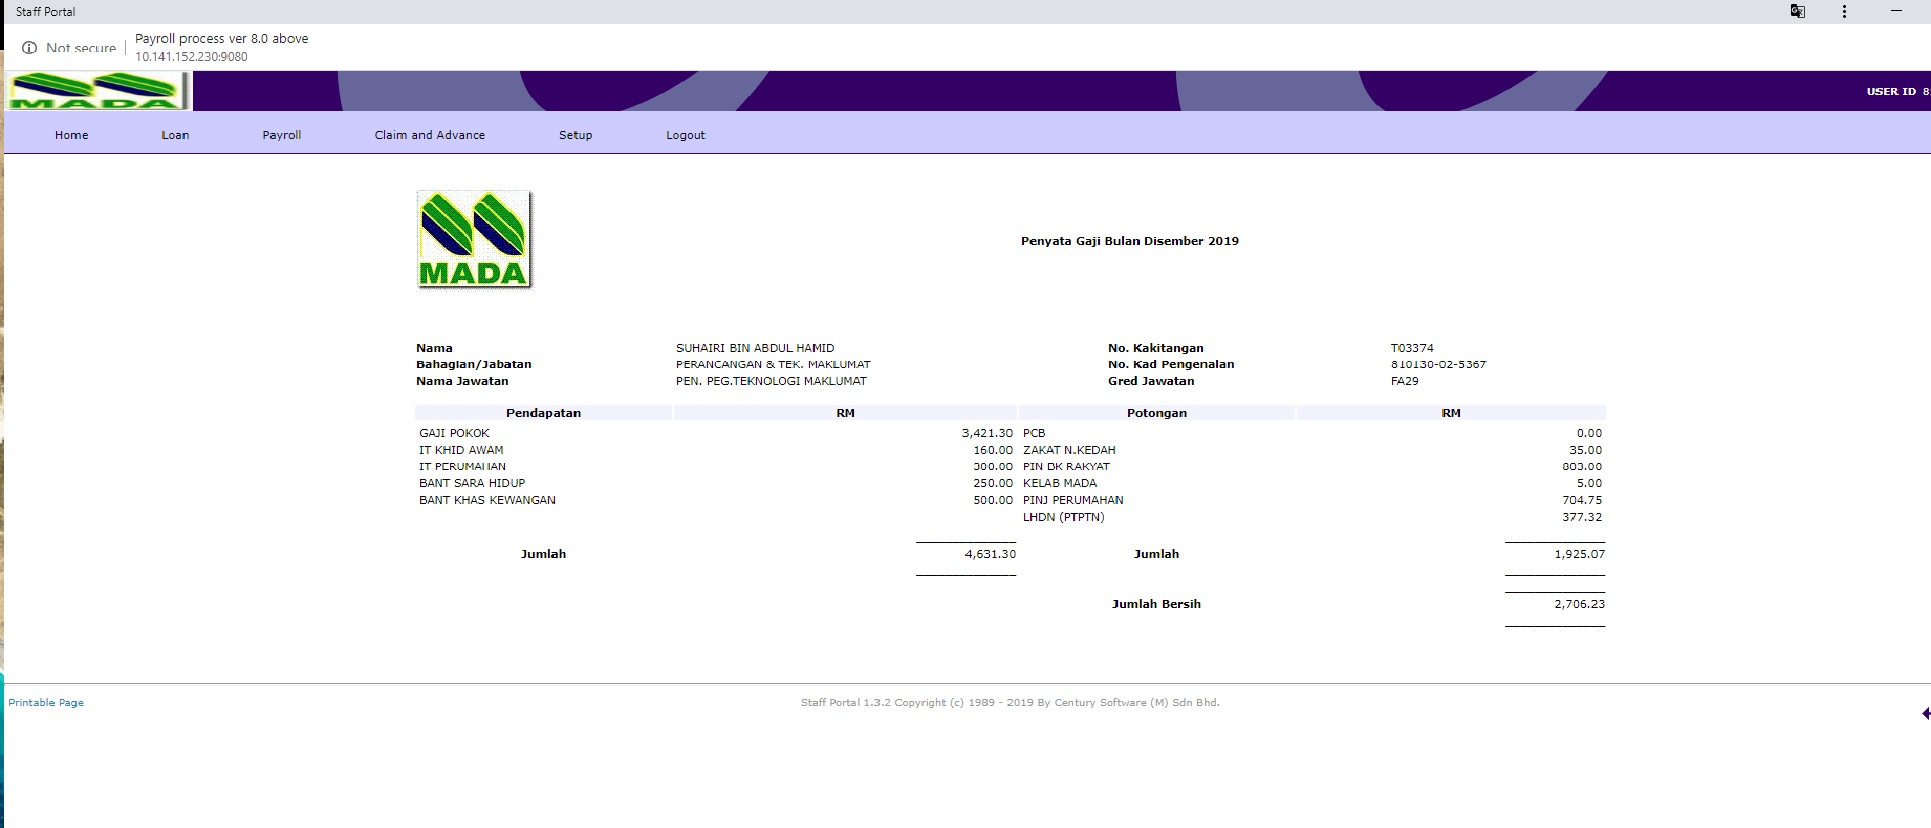 Staff Portal
Not secure
Payroll process ver 8.0 above
10.141.152.230:9080
MADA
USER ID 8
Home Loan Payroll Claim and Advance Setup Logout
MADA
Penyata Gaji Bulan Disember 2019
Nama SUHAIRI BIN ABDUL HAMID No. Kakitangan T03374
Bahagian/Jabatan PERANCANGAN & TEK. MAKLUMAT No. Kad Pengenalan 810130-02-5367
Nama Jawatan PEN. PEG.TEKNOLOGI MAKLUMAT Gred Jawatan FA29
Pendapatan RM Potongan RM
GAJI POKOK 3,421.30 PCB 0.00
IT KHID AWAM 160.00 ZAKAT N.KEDAH 35.00
IT PERUMAHAN 300.00 PIN BK RAKYAT 803.00
BANT SARA HIDUP 250.00 KELAB MADA 5.00
BANT KHAS KEWANGAN 500.00 PINJ PERUMAHAN 704.75
LHDN (PTPTN) 377.32
Jumlah 4,631.30 Jumlah 1,925.07
Jumlah Bersih 2,706.23
Printable Page Staff Portal 1.3.2 Copyright (c) 1989 - 2019 By Century Software (M) Sdn Bhd.